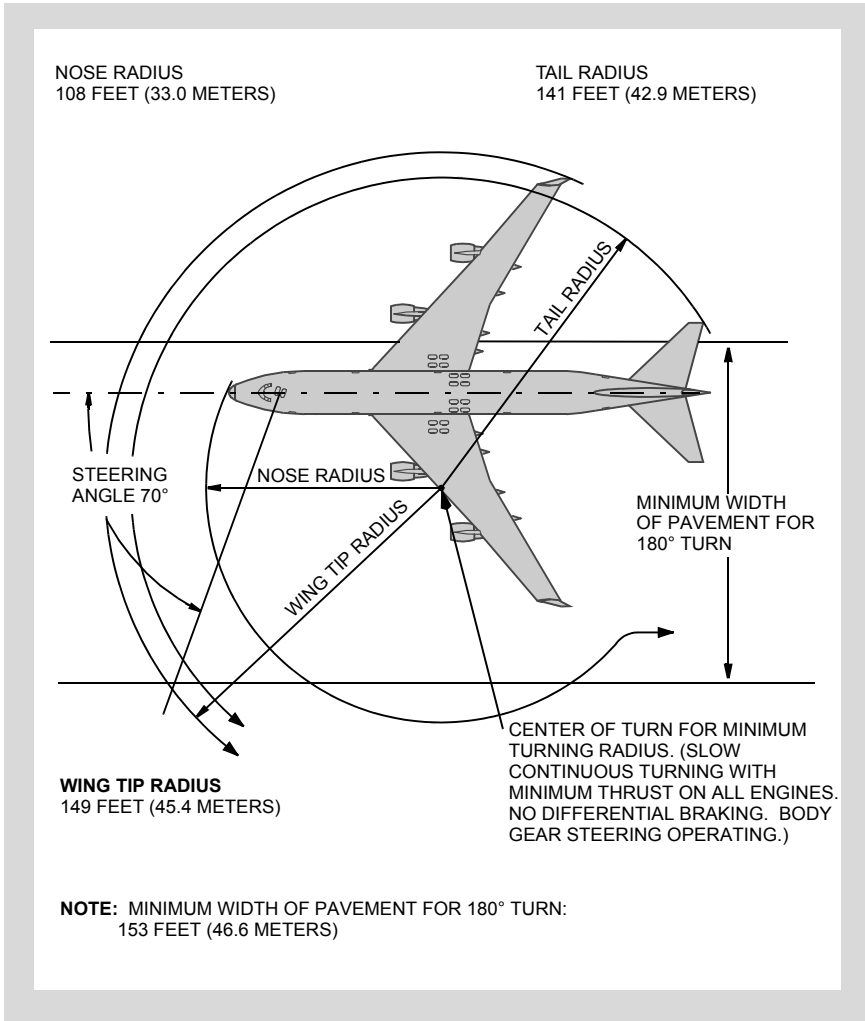 NOSE RADIUS
108 FEET (33.0 METERS)
TAIL RADIUS
141 FEET (42.9 METERS)
TAIL RADIUS
STEERING
ANGLE 70°
NOSE RADIUS
WING TIP RADIUS
MINIMUM WIDTH
OF PAVEMENT FOR
180° TURN
CENTER OF TURN FOR MINIMUM
TURNING RADIUS. (SLOW
CONTINUOUS TURNING WITH
MINIMUM THRUST ON ALL ENGINES.
NO DIFFERENTIAL BRAKING. BODY
GEAR STEERING OPERATING.)
WING TIP RADIUS
149 FEET (45.4 METERS)
NOTE: MINIMUM WIDTH OF PAVEMENT FOR 180° TURN:
153 FEET (46.6 METERS)